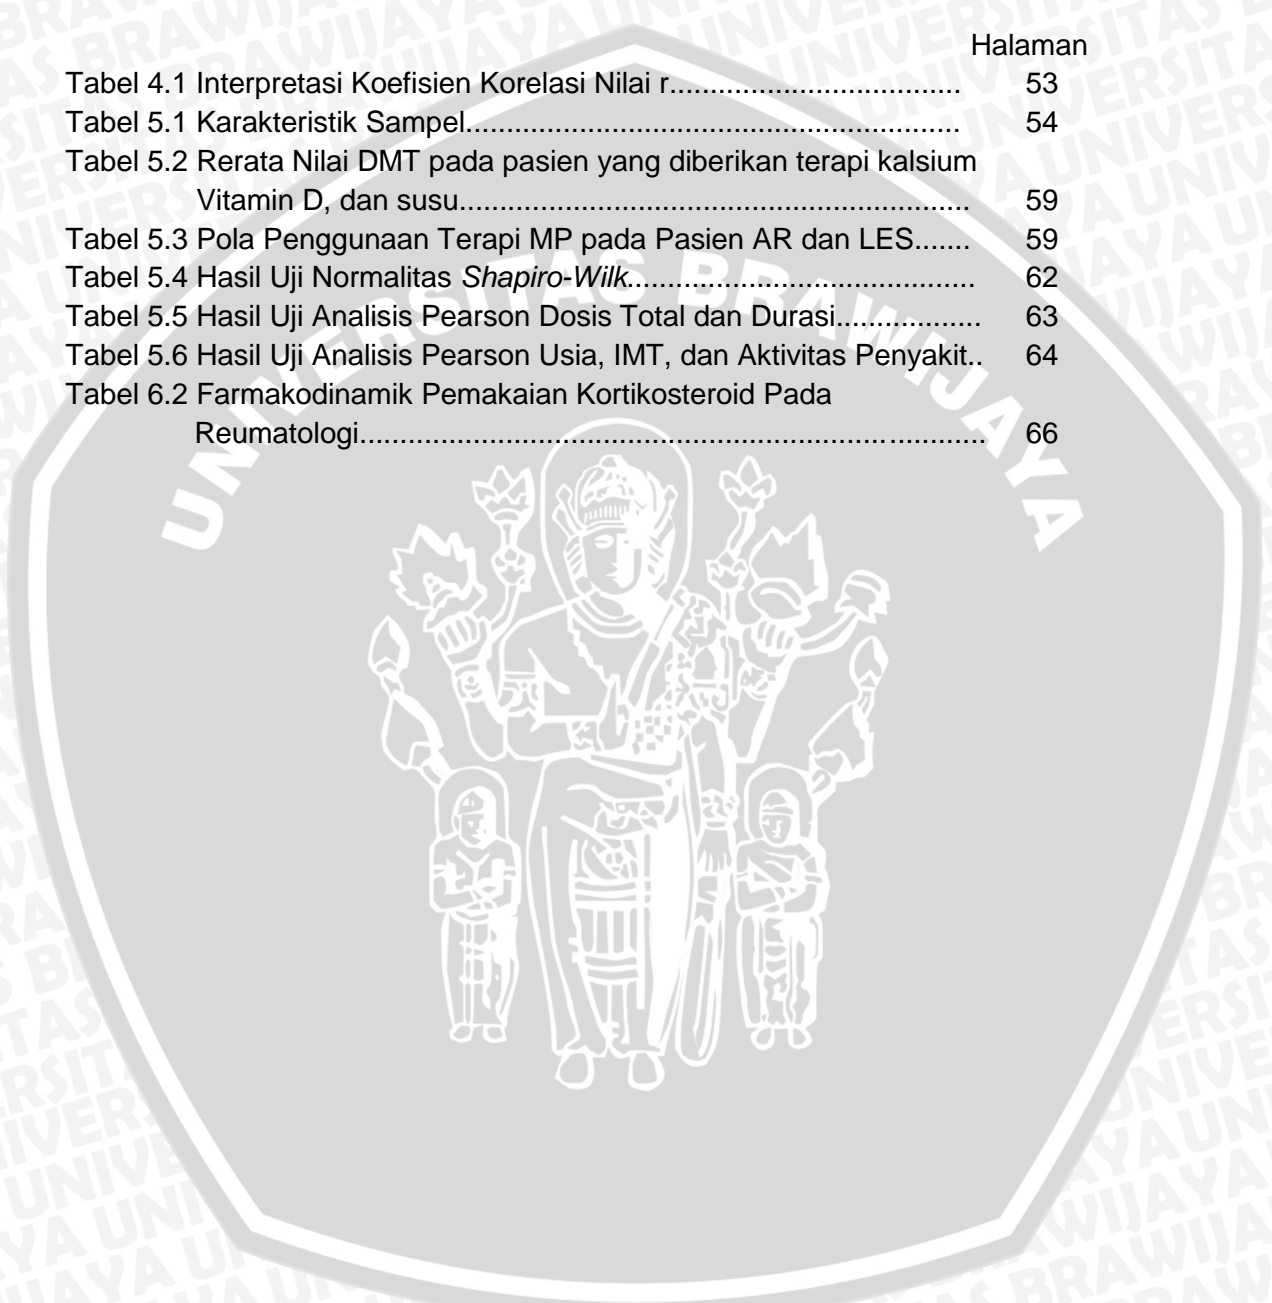 Halaman
Tabel 4.1 Interpretasi Koefisien Korelasi Nilai r.................................... 53
Tabel 5.1 Karakteristik Sampel............................................................. 54
Tabel 5.2 Rerata Nilai DMT pada pasien yang diberikan terapi kalsium
Vitamin D, dan susu............................................................... 59
Tabel 5.3 Pola Penggunaan Terapi MP pada Pasien AR dan LES....... 59
Tabel 5.4 Hasil Uji Normalitas Shapiro-Wilk........................................... 62
Tabel 5.5 Hasil Uji Analisis Pearson Dosis Total dan Durasi.................. 63
Tabel 5.6 Hasil Uji Analisis Pearson Usia, IMT, dan Aktivitas Penyakit.. 64
Tabel 6.2 Farmakodinamik Pemakaian Kortikosteroid Pada
Reumatologi.............................................................................. 66
UNIVERSITAS BRAWIJAYA